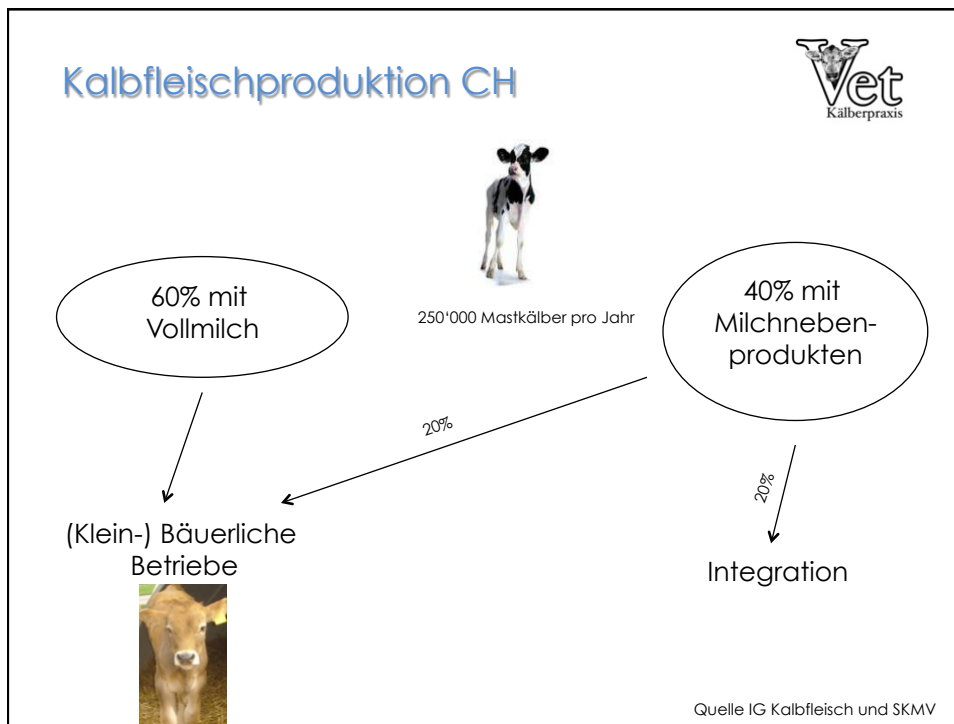 Kalbfleischproduktion CH
Vet
Kälberpraxis
60% mit
Vollmilch
250‘000 Mastkälber pro Jahr
40% mit
Milchneben-
produkten
20%
20%
(Klein-) Bäuerliche
Betriebe
Integration
Quelle IG Kalbfleisch und SKMV